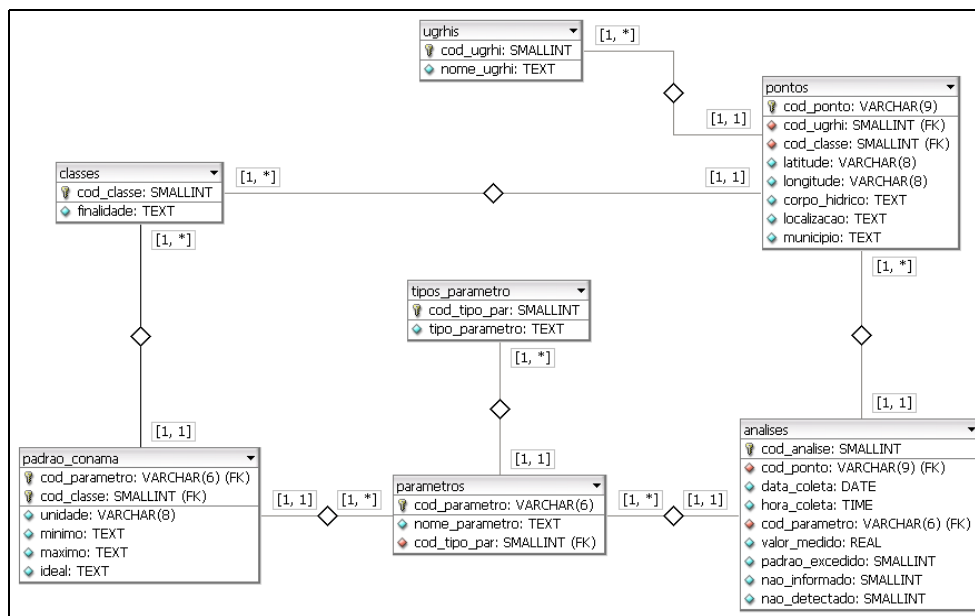 ugrhis
cod_ugrhi: SMALLINT
nome_ugrhi: TEXT
[1, *]
[1, 1]
pontos
cod_ponto: VARCHAR(9)
cod_ugrhi: SMALLINT (FK)
cod_classe: SMALLINT (FK)
latitude: VARCHAR(8)
longitude: VARCHAR(8)
corpo_hidrico: TEXT
localizacao: TEXT
municipio: TEXT
classes
cod_classe: SMALLINT
finalidade: TEXT
[1, *]
[1, 1]
[1, *]
[1, *]
tipos_parametro
cod_tipo_par: SMALLINT
tipo_parametro: TEXT
[1, *]
[1, 1]
[1, 1]
[1, 1]
padrao_conama
cod_parametro: VARCHAR(6) (FK)
cod_classe: SMALLINT (FK)
unidade: VARCHAR(8)
minimo: TEXT
maximo: TEXT
ideal: TEXT
[1, 1]
[1, *]
parametros
cod_parametro: VARCHAR(6)
nome_parametro: TEXT
cod_tipo_par: SMALLINT (FK)
[1, *]
[1, 1]
analises
cod_analise: SMALLINT
cod_ponto: VARCHAR(9) (FK)
data_coleta: DATE
hora_coleta: TIME
cod_parametro: VARCHAR(6) (FK)
valor_medido: REAL
padrao_excedido: SMALLINT
nao_informado: SMALLINT
nao_detectado: SMALLINT